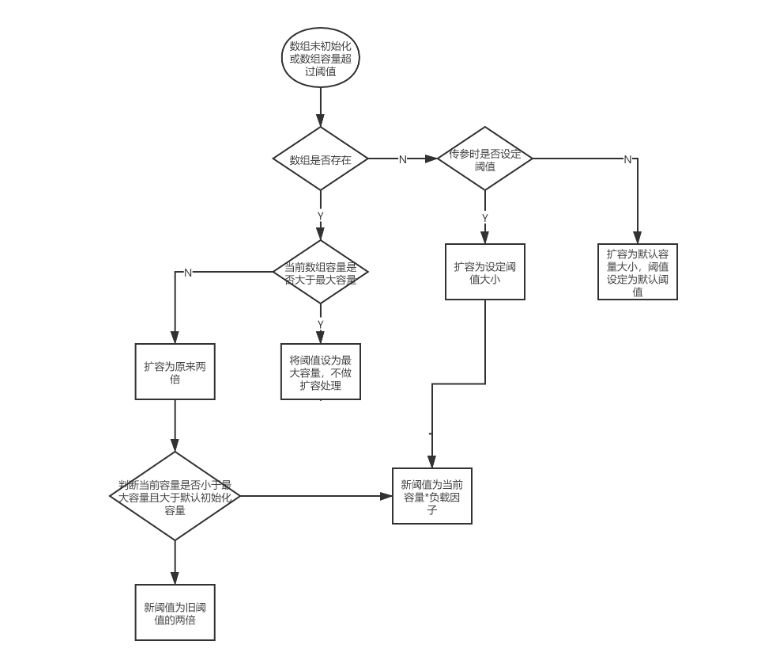 数组未初始化
或数组容量超
过阈值
数组是否存在
N
传参时是否设定
阈值
N
Y
Y
当前数组容量是
否大于最大容量
N
Y
扩容为设定阈
值大小
扩容为默认容
量大小，阈值
设定为默认阈
值
扩容为原来两
倍
将阈值设为最
大容量，不做
扩容处理
判断当前容量是否小于最
大容量且大于默认初始化
容量
新阈值为当前
容量*负载因
子
新阈值为旧阈
值的两倍